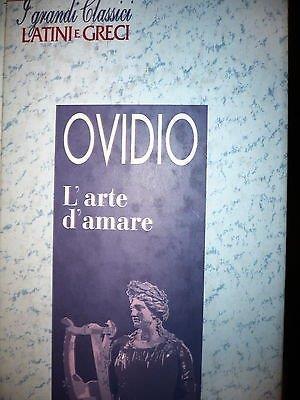 I grandi Classici
LATINI E GRECI
OVIDIO
L'arte
d'amare